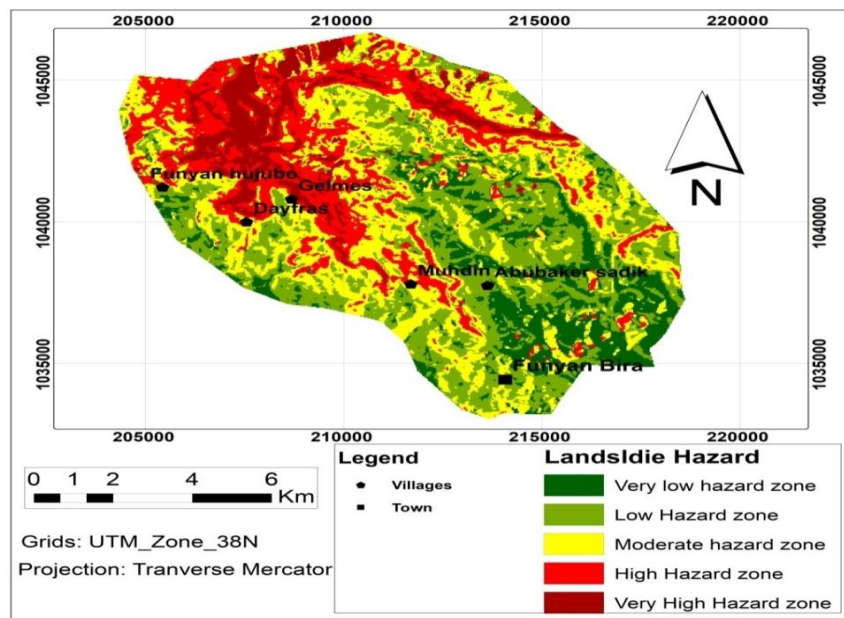 205000 210000 215000 220000
1045000 1045000
Funyan hujubo
Gelmes
Dayfras
1040000 1040000
N
Muhdin Abubaker sadik
1035000 1035000
Funyan Bira
205000 210000 215000 220000
0 1 2 4 6
Km
Grids: UTM_Zone_38N
Projection: Tranverse Mercator
Legend
Villages
Town
Landsldie Hazard
Very low hazard zone
Low Hazard zone
Moderate hazard zone
High Hazard zone
Very High Hazard zone